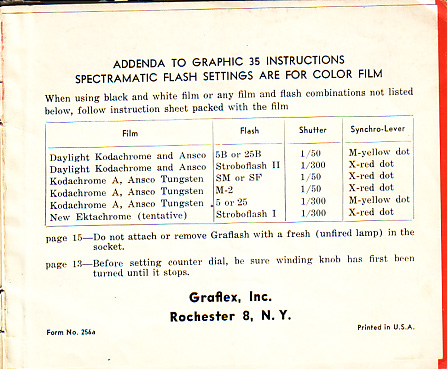 ADDENDA TO GRAPHIC 35 INSTRUCTIONS
SPECTRAMATIC FLASH SETTINGS ARE FOR COLOR FILM
When using black and white film or any film and flash combinations not listed
below, follow instruction sheet packed with the film
Film Flash Shutter Synchro-Lever
Daylight Kodachrome and Ansco 5B or 25B 1/50 M-yellow dot
Daylight Kodachrome and Ansco Stroboflash II 1/300 X-red dot
Kodachrome A, Ansco Tungsten SM or SF 1/50 X-red dot
Kodachrome A, Ansco Tungsten M-2 1/50 X-red dot
Kodachrome A, Ansco Tungsten 5 or 25 1/300 M-yellow dot
New Ektachrome (tentative) Stroboflash I 1/300 X-red dot
page 15—Do not attach or remove Graflash with a fresh (unfired lamp) in the
socket.
page 13—Before setting counter dial, be sure winding knob has first been
turned until it stops.
Graflex, Inc.
Rochester 8, N. Y.
Form No. 256a Printed in U.S.A.